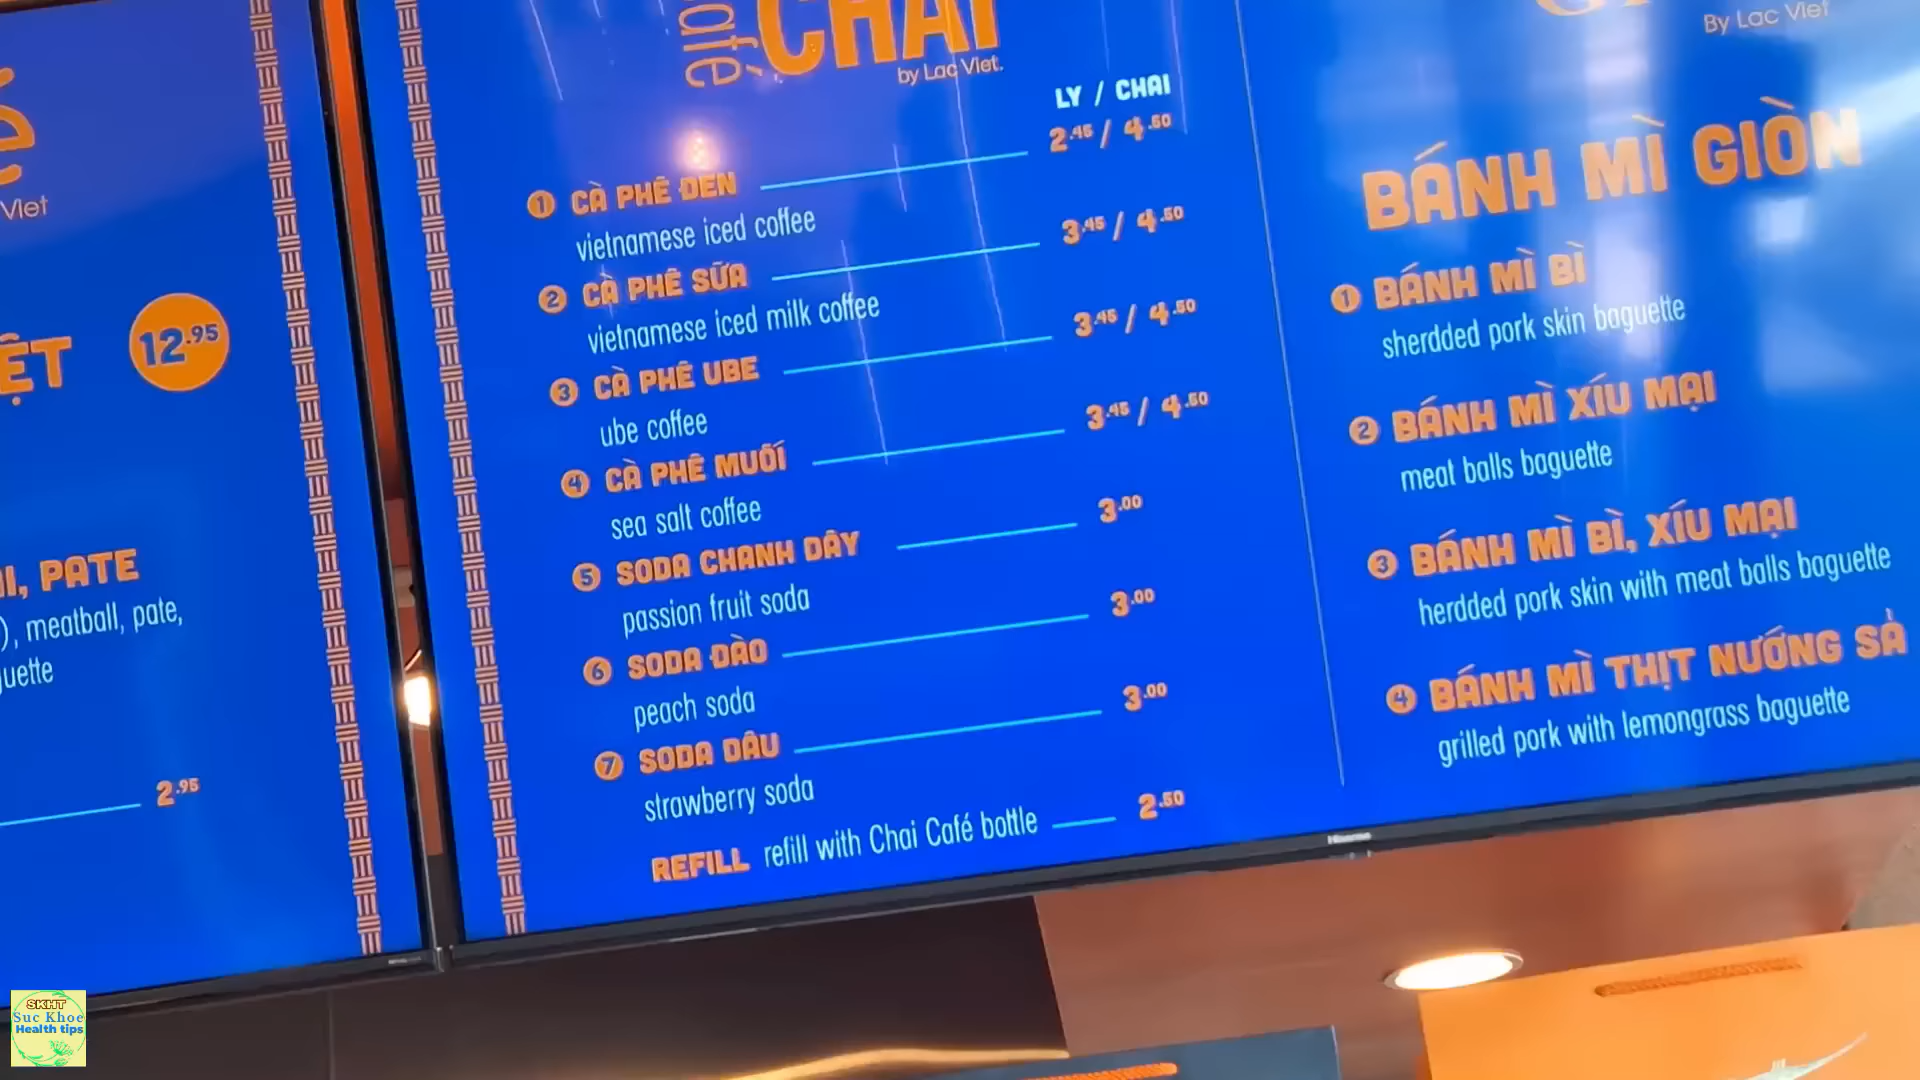 Viet
ỆT
12.95
I, PATE
), meatball, pate,
uette
2.95
afé CHAI
by Lac Viet.
LY / CHAI
2.45 / 4.50
1 CÀ PHÊ ĐEN
vietnamese iced coffee
3.45 / 4.50
2 CÀ PHÊ SỮA
vietnamese iced milk coffee
3.45 / 4.50
3 CÀ PHÊ UBE
ube coffee
3.45 / 4.50
4 CÀ PHÊ MUỐI
sea salt coffee
3.00
5 SODA CHANH DÂY
passion fruit soda
3.00
6 SODA ĐÀO
peach soda
3.00
7 SODA DÂU
strawberry soda
REFILL refill with Chai Café bottle 2.50
By Lac Viet
BÁNH MÌ GIÒN
1 BÁNH MÌ BÌ
sherdded pork skin baguette
2 BÁNH MÌ XÍU MẠI
meat balls baguette
3 BÁNH MÌ BÌ, XÍU MẠI
herdded pork skin with meat balls baguette
4 BÁNH MÌ THỊT NƯỚNG SẢ
grilled pork with lemongrass baguette
Hisense
SKHT
Suc Khoe
Health tips